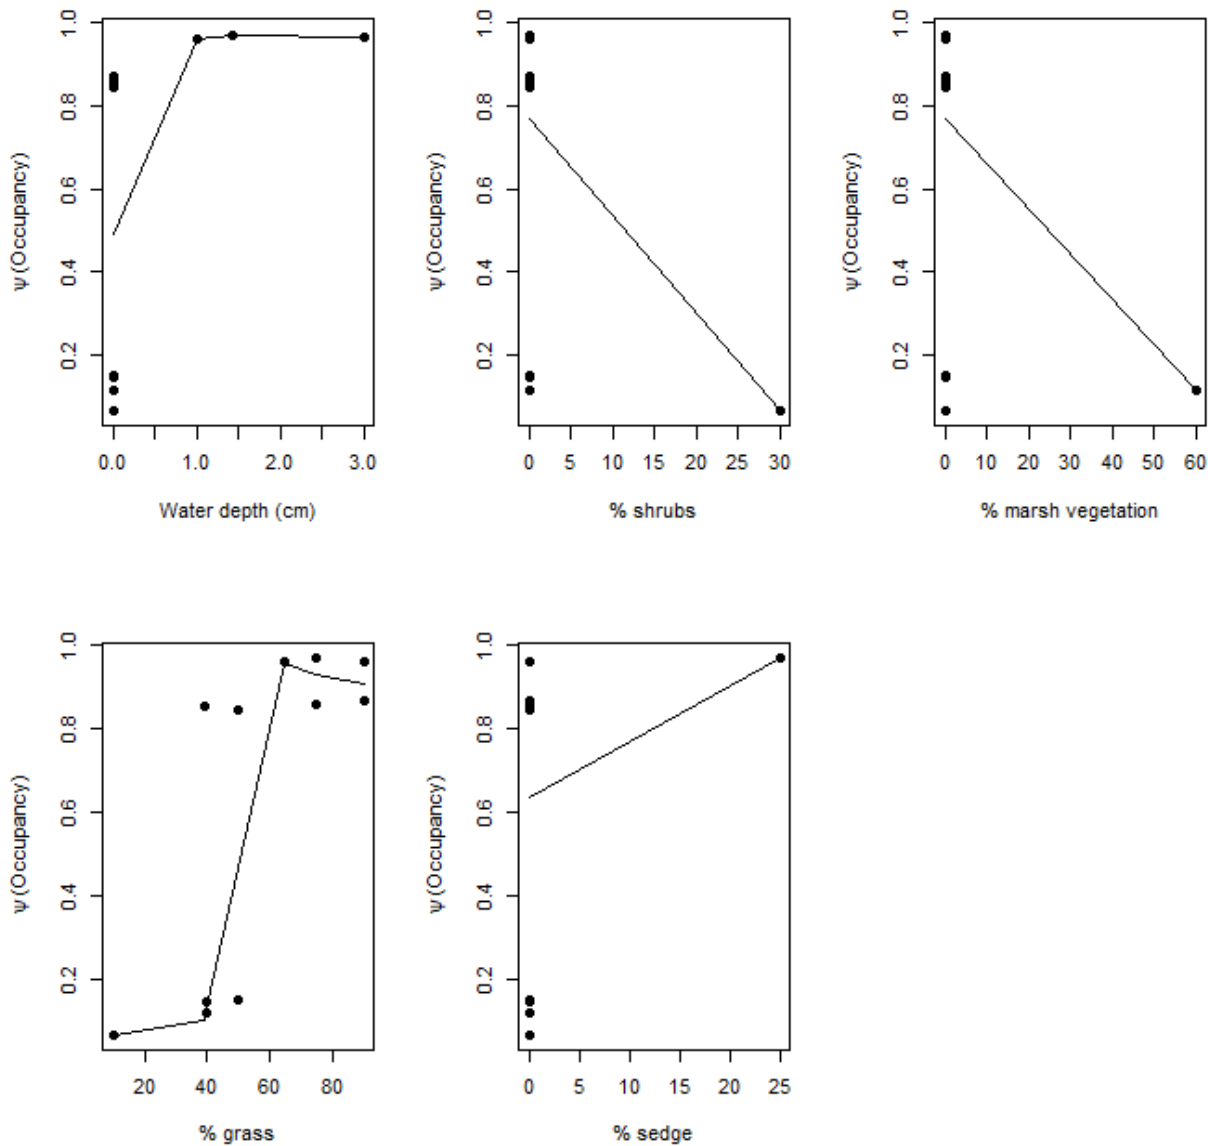 ψ (Occupancy)
0.2 0.4 0.6 0.8 1.0
0.0 1.0 2.0 3.0
Water depth (cm)
ψ (Occupancy)
0.2 0.4 0.6 0.8 1.0
0 5 10 15 20 25 30
% shrubs
ψ (Occupancy)
0.2 0.4 0.6 0.8 1.0
0 10 20 30 40 50 60
% marsh vegetation
ψ (Occupancy)
0.2 0.4 0.6 0.8 1.0
20 40 60 80
% grass
ψ (Occupancy)
0.2 0.4 0.6 0.8 1.0
0 5 10 15 20 25
% sedge